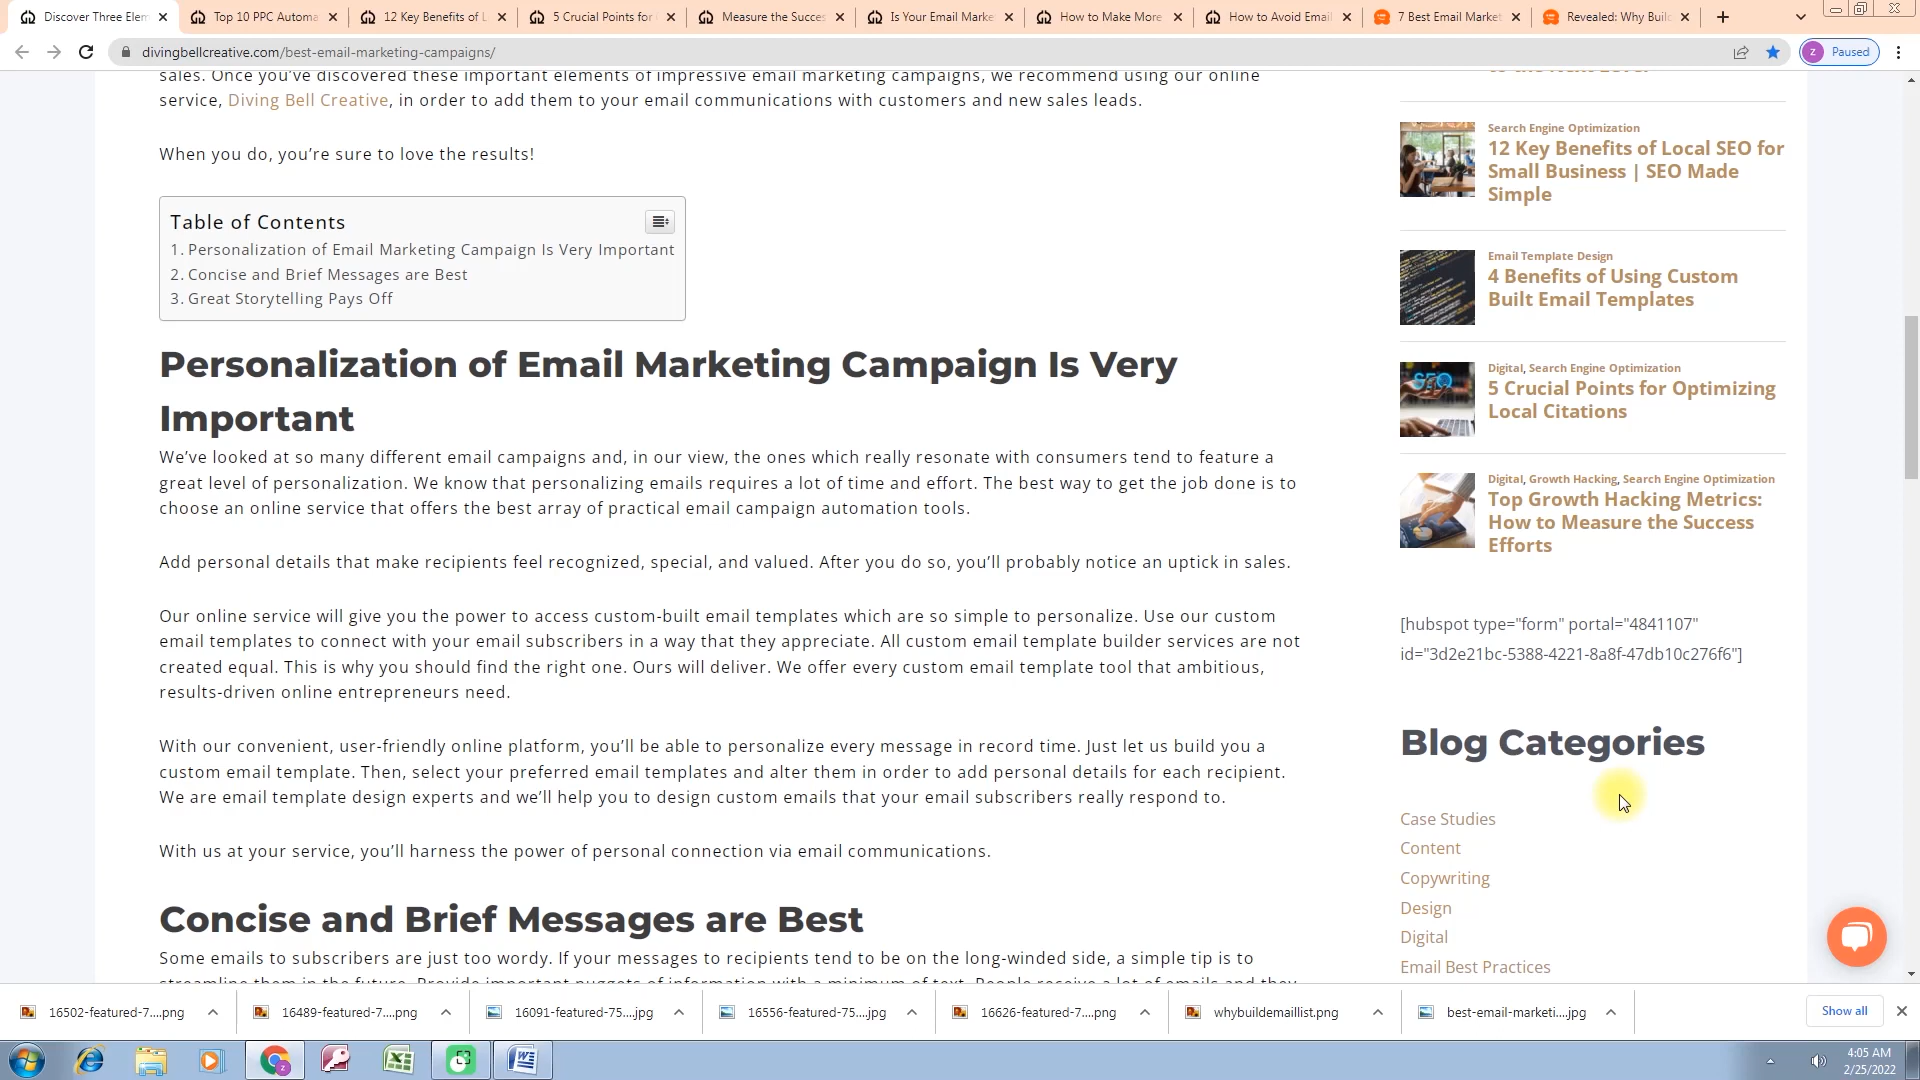 Discover Three Elem
Top 10 PPC Automa
12 Key Benefits of L
5 Crucial Points for
Measure the Succes
Is Your Email Marke
How to Make More
How to Avoid Email
7 Best Email Market
Revealed: Why Buil
divingbellcreative.com/best-email-marketing-campaigns/
Z Paused
sales. Once you've discovered these important elements of impressive email marketing campaigns, we recommend using our online
service, Diving Bell Creative, in order to add them to your email communications with customers and new sales leads.
When you do, you're sure to love the results!
Table of Contents
1. Personalization of Email Marketing Campaign Is Very Important
2. Concise and Brief Messages are Best
3. Great Storytelling Pays Off
Personalization of Email Marketing Campaign Is Very
Important
We've looked at so many different email campaigns and, in our view, the ones which really resonate with consumers tend to feature a
great level of personalization. We know that personalizing emails requires a lot of time and effort. The best way to get the job done is to
choose an online service that offers the best array of practical email campaign automation tools.
Add personal details that make recipients feel recognized, special, and valued. After you do so, you'll probably notice an uptick in sales.
Our online service will give you the power to access custom-built email templates which are so simple to personalize. Use our custom
email templates to connect with your email subscribers in a way that they appreciate. All custom email template builder services are not
created equal. This is why you should find the right one. Ours will deliver. We offer every custom email template tool that ambitious,
results-driven online entrepreneurs need.
With our convenient, user-friendly online platform, you'll be able to personalize every message in record time. Just let us build you a
custom email template. Then, select your preferred email templates and alter them in order to add personal details for each recipient.
We are email template design experts and we'll help you to design custom emails that your email subscribers really respond to.
With us at your service, you'll harness the power of personal connection via email communications.
Concise and Brief Messages are Best
Some emails to subscribers are just too wordy. If your messages to recipients tend to be on the long-winded side, a simple tip is to
streamline them in the future. Provide important nuggets of information with a minimum of text. People receive a lot of emails and they
Search Engine Optimization
12 Key Benefits of Local SEO for
Small Business | SEO Made
Simple
Email Template Design
4 Benefits of Using Custom
Built Email Templates
SEO
Digital, Search Engine Optimization
5 Crucial Points for Optimizing
Local Citations
Digital, Growth Hacking, Search Engine Optimization
Top Growth Hacking Metrics:
How to Measure the Success
Efforts
[hubspot type="form" portal="4841107"
id="3d2e21bc-5388-4221-8a8f-47db10c276f6"]
Blog Categories
Case Studies
Content
Copywriting
Design
Digital
Email Best Practices
16502-featured-7....png
16489-featured-7....png
16091-featured-75....jpg
16556-featured-75....jpg
16626-featured-7....png
whybuildemaillist.png
best-email-marketi....jpg
Show all
4:05 AM
2/25/2022